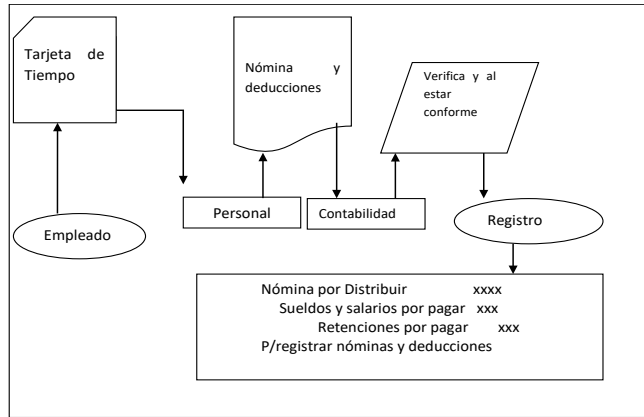 Tarjeta de
Tiempo
Empleado
Personal
Nómina y
deducciones
Contabilidad
Verifica y al
estar
conforme
Registro
Nómina por Distribuir xxxx
Sueldos y salarios por pagar xxx
Retenciones por pagar xxx
P/registrar nóminas y deducciones